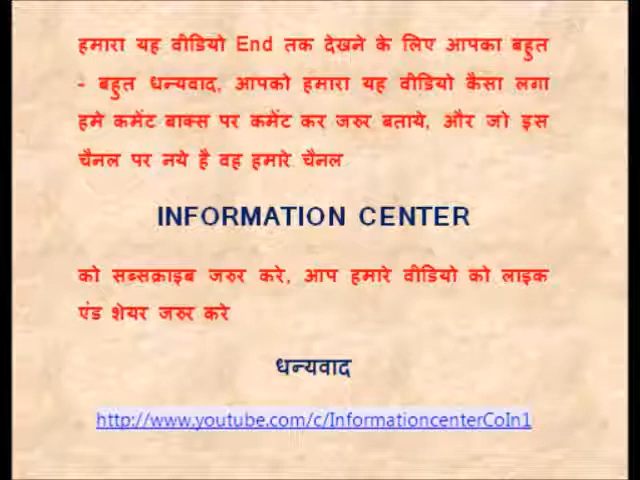 हमारा यह वीडियो End तक देखने के लिए आपका बहुत
- बहुत धन्यवाद, आपको हमारा यह वीडियो कैसा लगा
हमे कमेंट बाक्स पर कमेंट कर जरुर बताये, और जो इस
चैनल पर नये है वह हमारे चैनल
INFORMATION CENTER
को सब्सक्राइब जरुर करे, आप हमारे वीडियो को लाइक
एंड शेयर जरुर करे
धन्यवाद
http://www.youtube.com/c/InformationcenterCoIn1